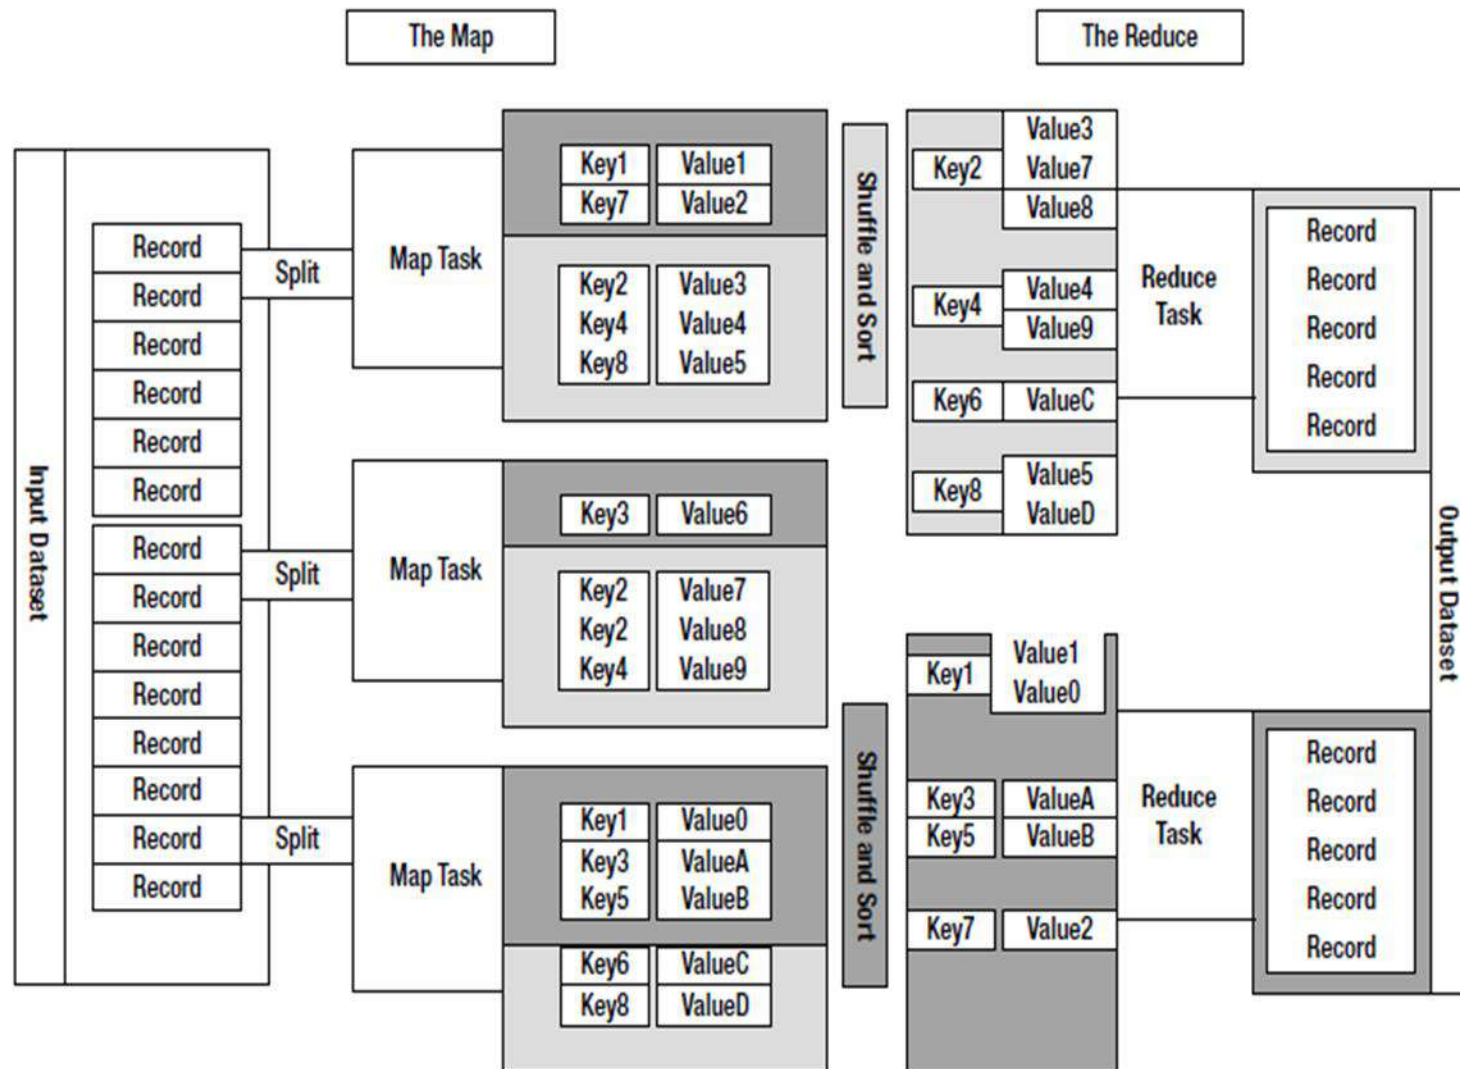 The Map
The Reduce
Input Dataset
Record
Record
Record
Record
Record
Record
Record
Record
Record
Record
Record
Record
Record
Record
Split
Split
Split
Map Task
Key1 Value1
Key7 Value2
Key2 Value3
Key4 Value4
Key8 Value5
Map Task
Key3 Value6
Key2 Value7
Key2 Value8
Key4 Value9
Map Task
Key1 Value0
Key3 ValueA
Key5 ValueB
Key6 ValueC
Key8 ValueD
Shuffle and Sort
Shuffle and Sort
Key2
Value3
Value7
Value8
Key4
Value4
Value9
Key6 ValueC
Key8
Value5
ValueD
Reduce
Task
Record
Record
Record
Record
Record
Key1
Value1
Value0
Key3 ValueA
Key5 ValueB
Key7 Value2
Reduce
Task
Record
Record
Record
Record
Record
Output Dataset